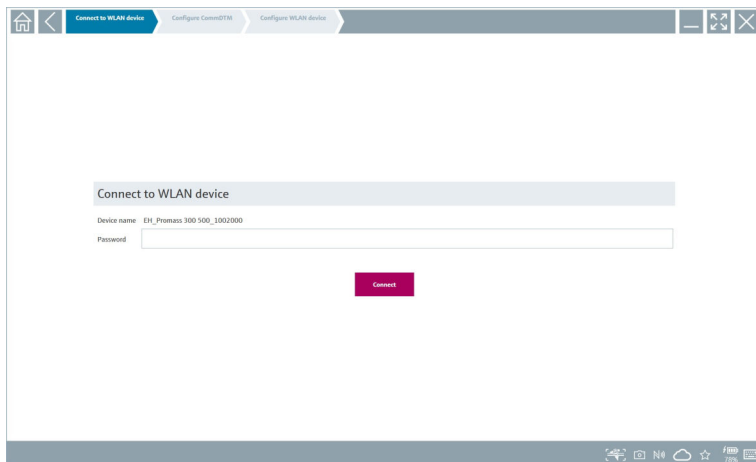 Connect to WLAN device
Configure CommDTM
Configure WLAN device
Connect to WLAN device
Device name EH_Promass 300 500_1002000
Password
Connect
78%